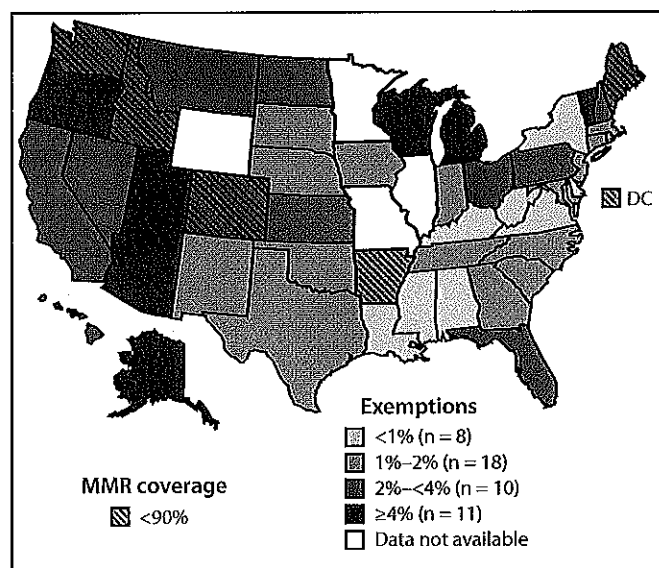 DC
Exemptions
<1% (n = 8)
1%–2% (n = 18)
2%–<4% (n = 10)
≥4% (n = 11)
Data not available
MMR coverage
<90%